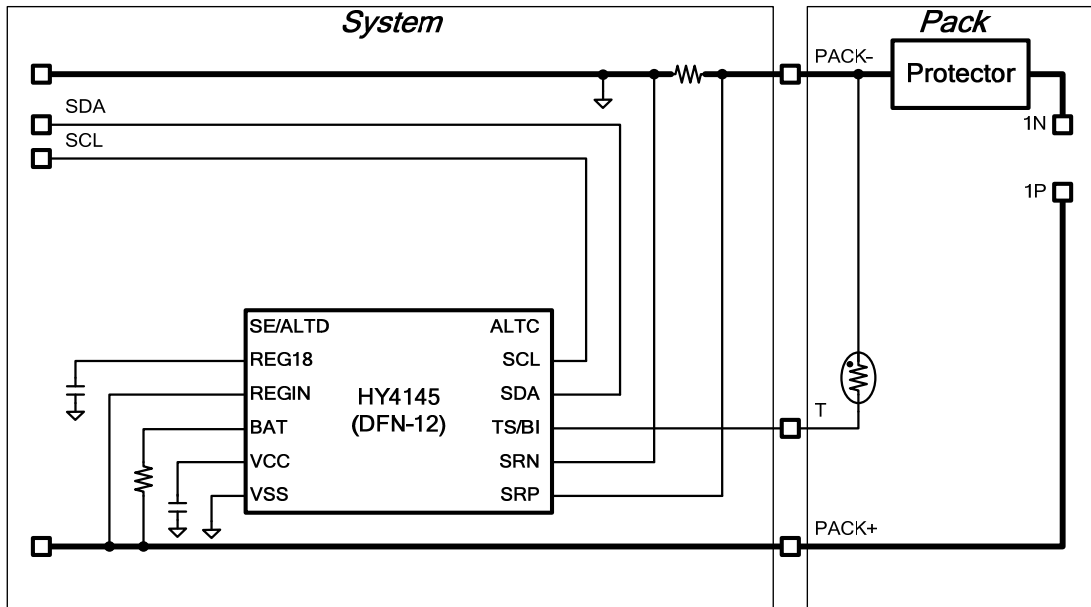 System
Pack
PACK–
Protector
SDA
SCL
1N
1P
SE/ALTD
ALTC
REG18
SCL
REGIN
SDA
HY4145
(DFN-12)
BAT
TS/BI
T
VCC
SRN
VSS
SRP
PACK+